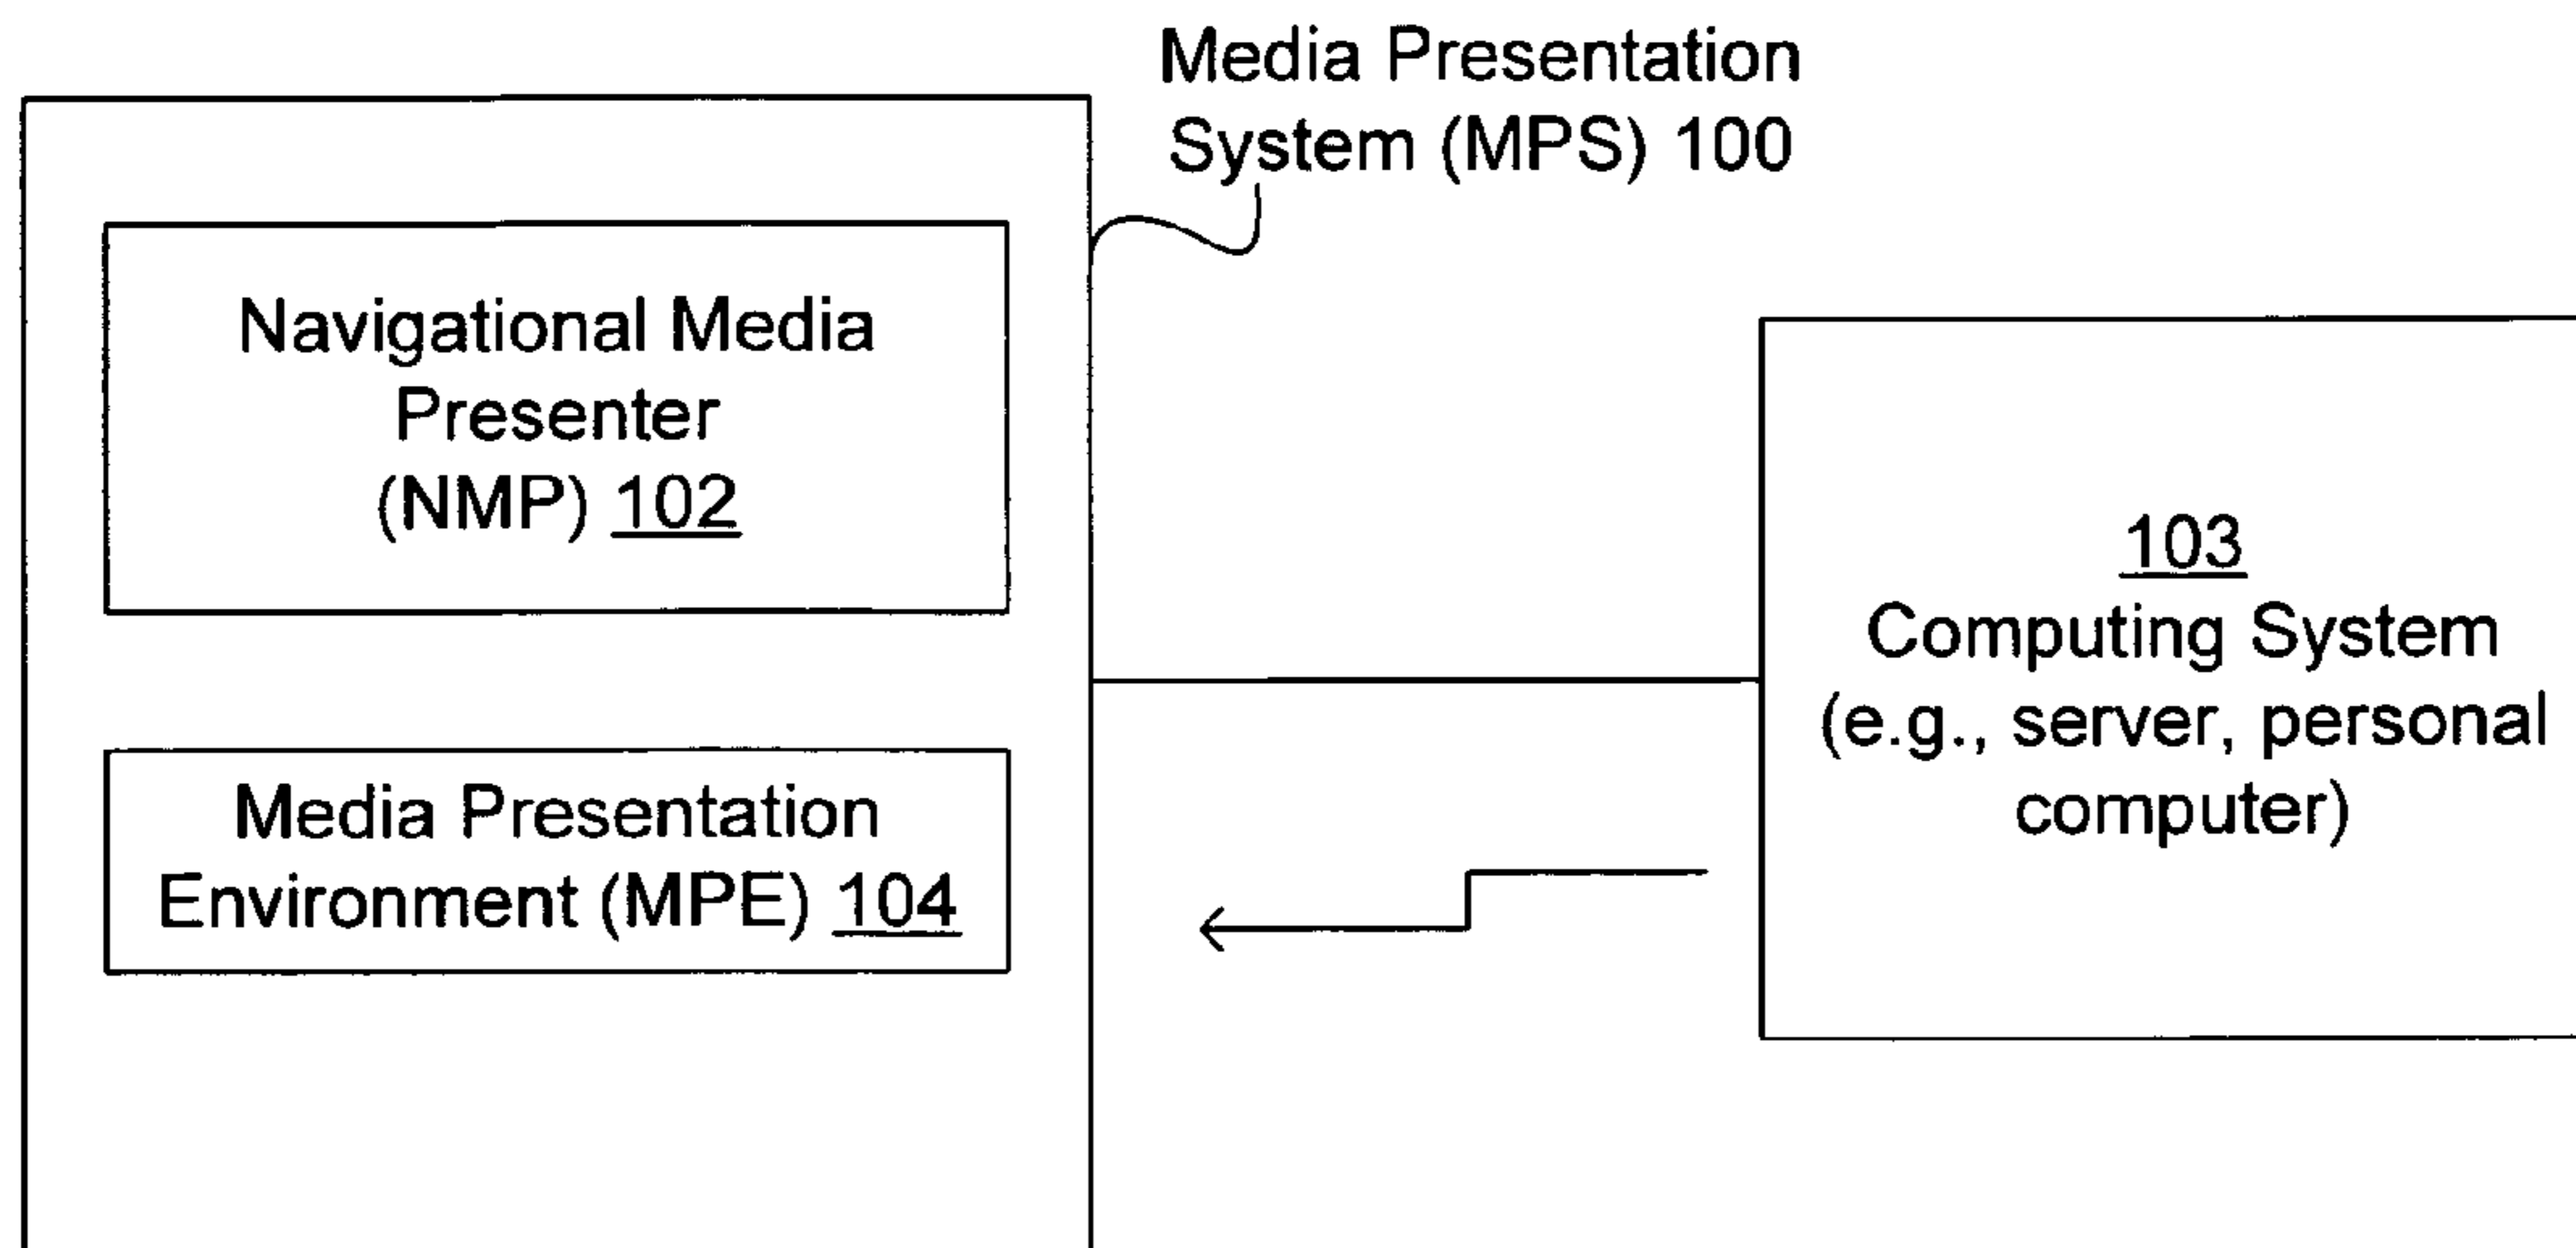 Media Presentation
System (MPS) 100
Navigational Media
Presenter
(NMP) 102
103
Computing System
(e.g., server, personal
computer)
Media Presentation
Environment (MPE) 104